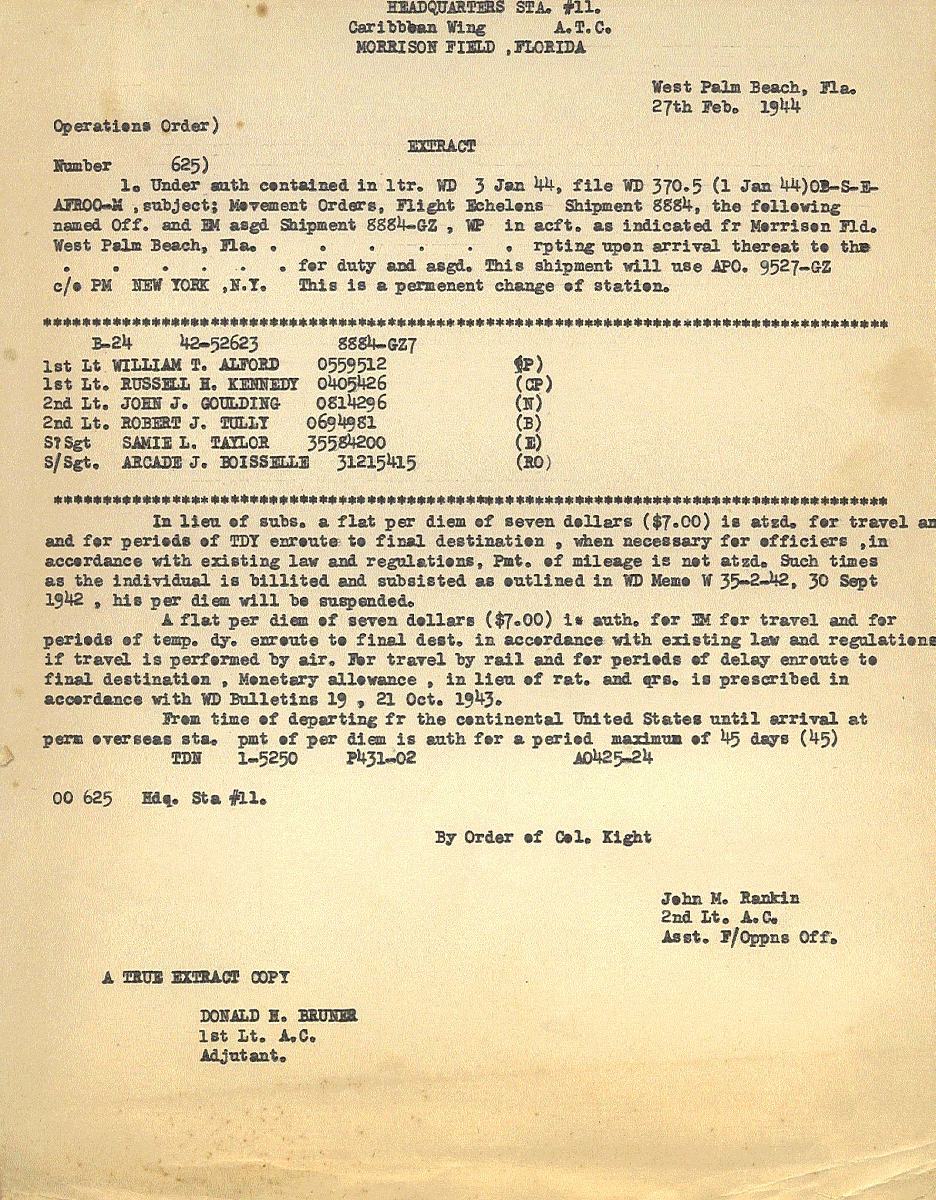 HEADQUARTERS STA. #11.
Caribbean Wing A.T.C.
MORRISON FIELD ,FLORIDA
West Palm Beach, Fla.
27th Feb. 1944
Operations Order)
EXTRACT
Number 625)
1. Under auth contained in ltr. WD 3 Jan 44, file WD 370.5 (1 Jan 44)OB-S-E-
AFROO-M ,subject; Movement Orders, Flight Echelons Shipment 8884, the following
named Off. and EM asgd Shipment 8884-GZ , WP in acft. as indicated fr Morrison Fld.
West Palm Beach, Fla. . . . . . . . rpting upon arrival thereat to the
. . . . . . for duty and asgd. This shipment will use APO. 9527-GZ
c/o PM NEW YORK ,N.Y. This is a permenent change of station.
********************************************************************************
B-24 42-52623 8884-GZ7
1st Lt WILLIAM T. ALFORD 0559512 (P)
1st Lt. RUSSELL H. KENNEDY 0405426 (CP)
2nd Lt. JOHN J. GOULDING 0814296 (N)
2nd Lt. ROBERT J. TULLY 0694981 (B)
S?Sgt SAMIE L. TAYLOR 35584200 (E)
S/Sgt. ARCADE J. BOISSELLE 31215415 (RO)
********************************************************************************
In lieu of subs. a flat per diem of seven dollars ($7.00) is atzd. for travel an
and for periods of TDY enroute to final destination , when necessary for officiers ,in
accordance with existing law and regulations, Pmt. of mileage is not atzd. Such times
as the individual is billited and subsisted as outlined in WD Memo W 35-2-42, 30 Sept
1942 , his per diem will be suspended.
A flat per diem of seven dollars ($7.00) is auth. for EM for travel and for
periods of temp. dy. enroute to final dest. in accordance with existing law and regulations
if travel is performed by air. For travel by rail and for periods of delay enroute to
final destination , Monetary allowance , in lieu of rat. and qrs. is prescribed in
accordance with WD Bulletins 19 , 21 Oct. 1943.
From time of departing fr the continental United States until arrival at
perm overseas sta. pmt of per diem is auth for a period maximum of 45 days (45)
TDN 1-5250 P431-02 A0425-24
OO 625 Hdq. Sta #11.
By Order of Col. Kight
John M. Rankin
2nd Lt. A.C.
Asst. F/Oppns Off.
A TRUE EXTRACT COPY
DONALD H. BRUNER
1st Lt. A.C.
Adjutant.